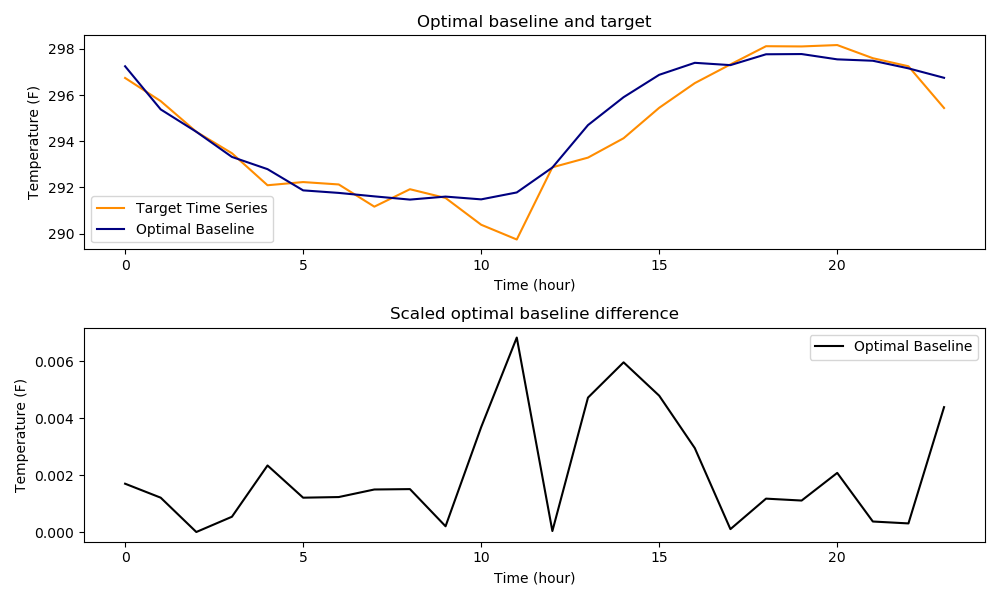 Optimal baseline and target
Temperature (F)
298
296
294
292
290
Target Time Series
Optimal Baseline
0 5 10 15 20
Time (hour)
Scaled optimal baseline difference
Temperature (F)
0.006
0.004
0.002
0.000
Optimal Baseline
0 5 10 15 20
Time (hour)